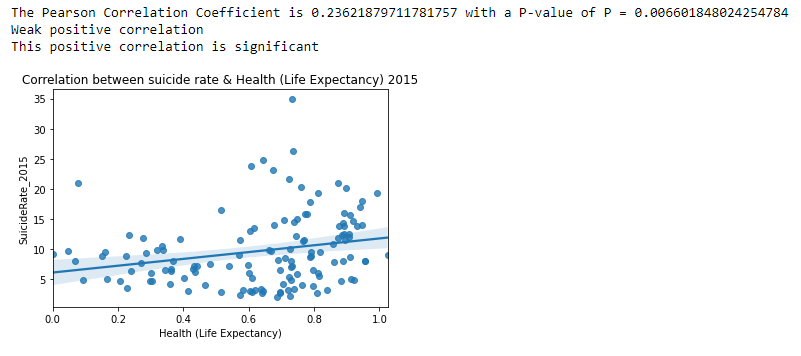 The Pearson Correlation Coefficient is 0.23621879711781757 with a P-value of P = 0.006601848024254784
Weak positive correlation
This positive correlation is significant
Correlation between suicide rate & Health (Life Expectancy) 2015
35
30
25
20
15
10
5
SuicideRate_2015
0.0 0.2 0.4 0.6 0.8 1.0
Health (Life Expectancy)